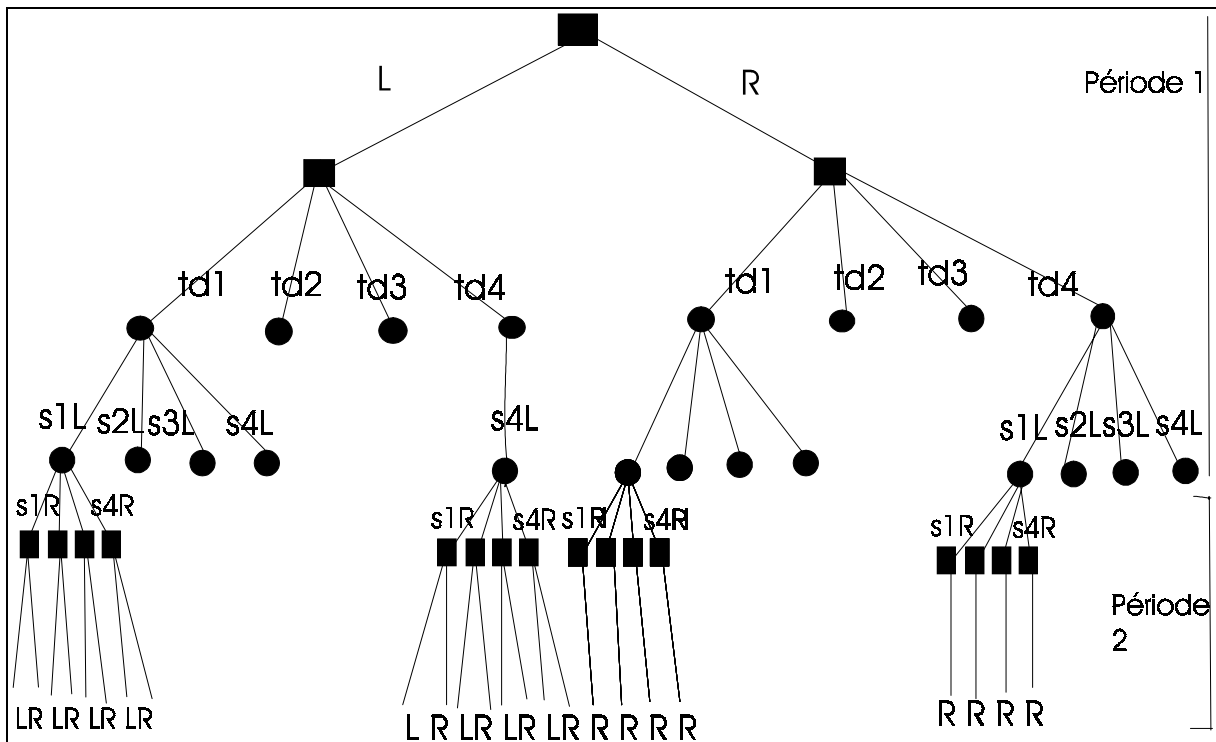 L R Période 1
td1 td2 td3 td4 td1 td2 td3 td4
s1L s2L s3L s4L s4L s1L s2L s3L s4L
s1R s4R s1R s4R s1R s4R s1R s4R
Période
2
LR LR LR LR L R LR LR LR R R R R R R R R